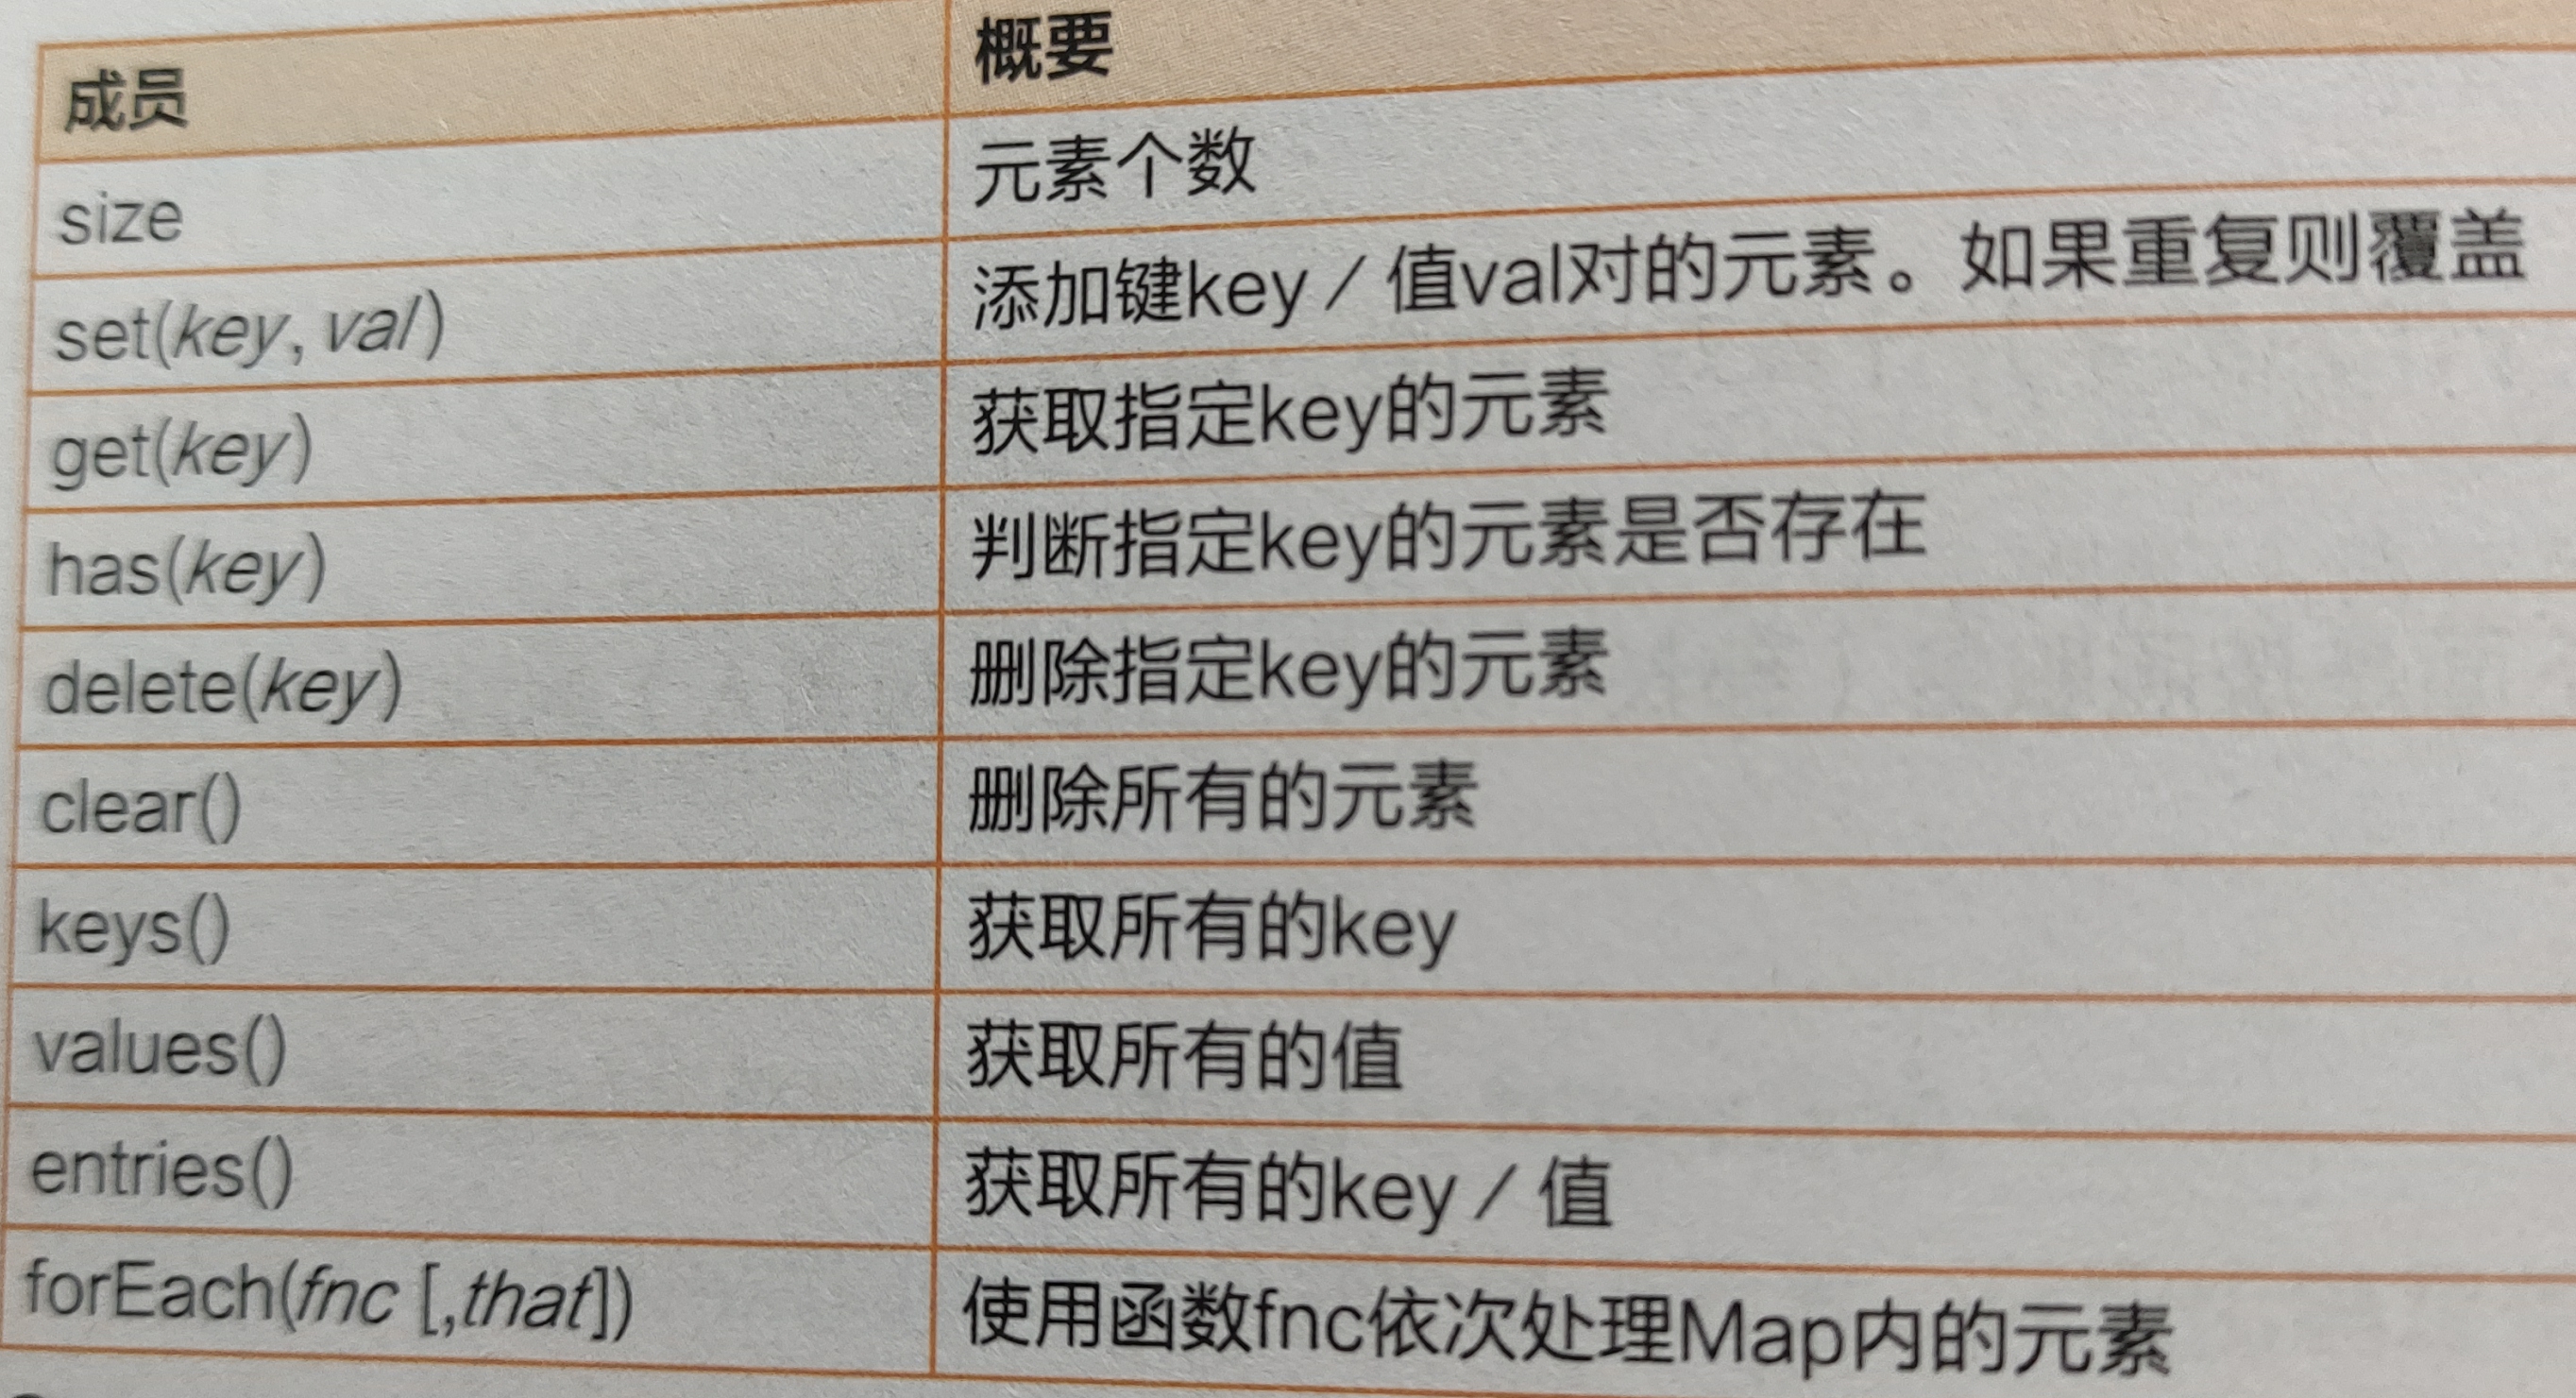 成员 概要
size 元素个数
set(key, val) 添加键key / 值val对的元素。如果重复则覆盖
get(key) 获取指定key的元素
has(key) 判断指定key的元素是否存在
delete(key) 删除指定key的元素
clear() 删除所有的元素
keys() 获取所有的key
values() 获取所有的值
entries() 获取所有的key / 值
forEach(fnc [,that]) 使用函数fnc依次处理Map内的元素